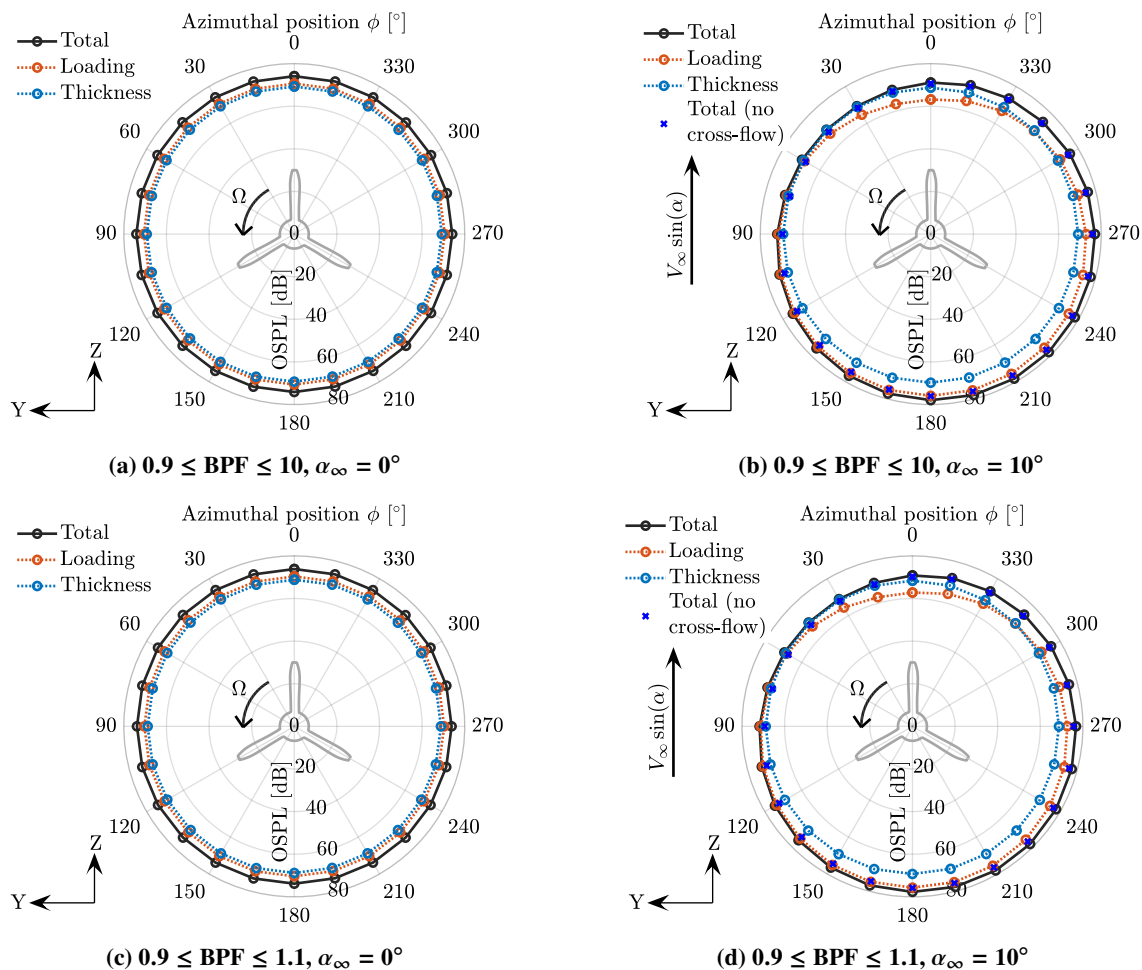 Azimuthal position ϕ [°]
Total
Loading
Thickness
0
30
330
60
300
Ω
90
0
270
20
OSPL [dB]
40
120
240
60
Z
Y
150
80
210
180
(a) 0.9 ≤ BPF ≤ 10, α∞ = 0°
Azimuthal position ϕ [°]
Total
Loading
Thickness
Total (no
cross-flow)
0
30
330
60
300
V∞ sin(α)
Ω
90
0
270
20
OSPL [dB]
40
120
240
60
Z
Y
150
80
210
180
(b) 0.9 ≤ BPF ≤ 10, α∞ = 10°
Azimuthal position ϕ [°]
Total
Loading
Thickness
0
30
330
60
300
Ω
90
0
270
20
OSPL [dB]
40
120
240
60
Z
Y
150
80
210
180
(c) 0.9 ≤ BPF ≤ 1.1, α∞ = 0°
Azimuthal position ϕ [°]
Total
Loading
Thickness
Total (no
cross-flow)
0
30
330
60
300
V∞ sin(α)
Ω
90
0
270
20
OSPL [dB]
40
120
240
60
Z
Y
150
80
210
180
(d) 0.9 ≤ BPF ≤ 1.1, α∞ = 10°